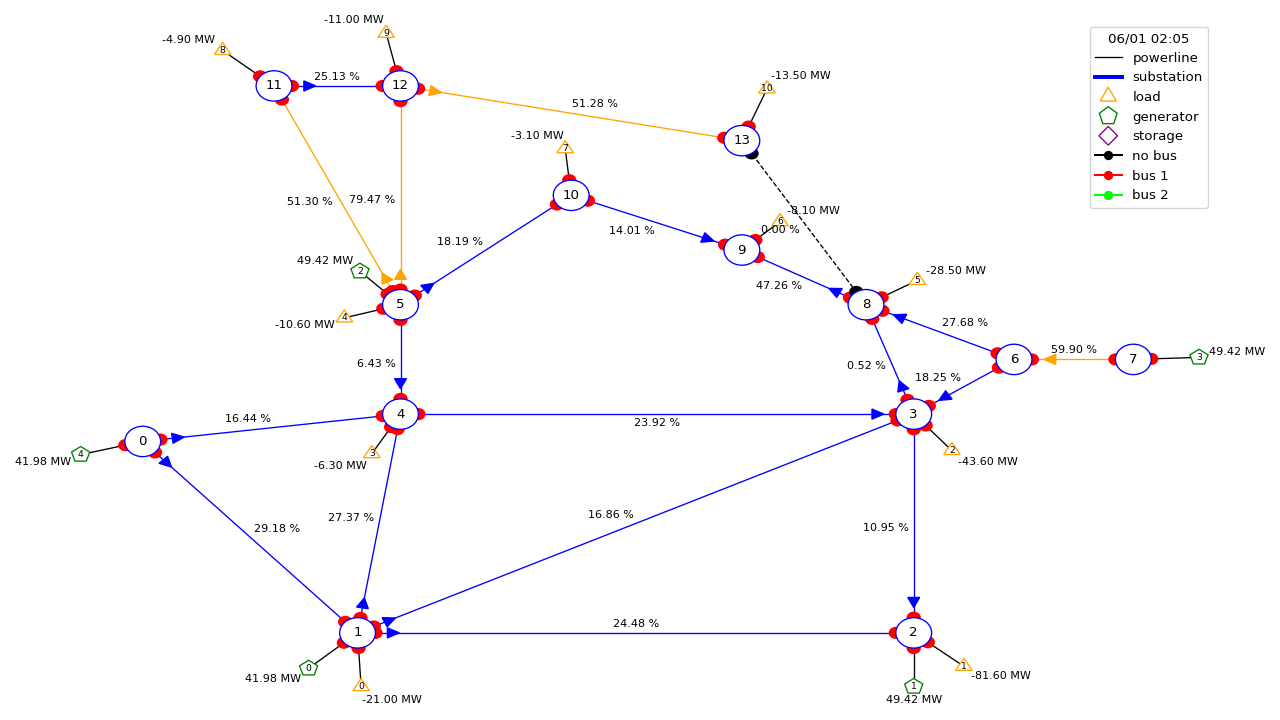 -11.00 MW
9
-4.90 MW
8
06/01 02:05
powerline
substation
load
generator
storage
no bus
bus 1
bus 2
11
25.13 %
12
-13.50 MW
10
51.28 %
13
-3.10 MW
7
51.30 %
79.47 %
10
-8.10 MW
6
0.00 %
14.01 %
18.19 %
9
49.42 MW
2
47.26 %
-28.50 MW
5
-10.60 MW
4
5
8
27.68 %
6.43 %
0.52 %
6
59.90 %
7
3
49.42 MW
18.25 %
16.44 %
4
23.92 %
3
0
41.98 MW
4
-6.30 MW
3
2
-43.60 MW
29.18 %
27.37 %
16.86 %
10.95 %
1
24.48 %
2
41.98 MW
0
0
-21.00 MW
1
49.42 MW
1
-81.60 MW